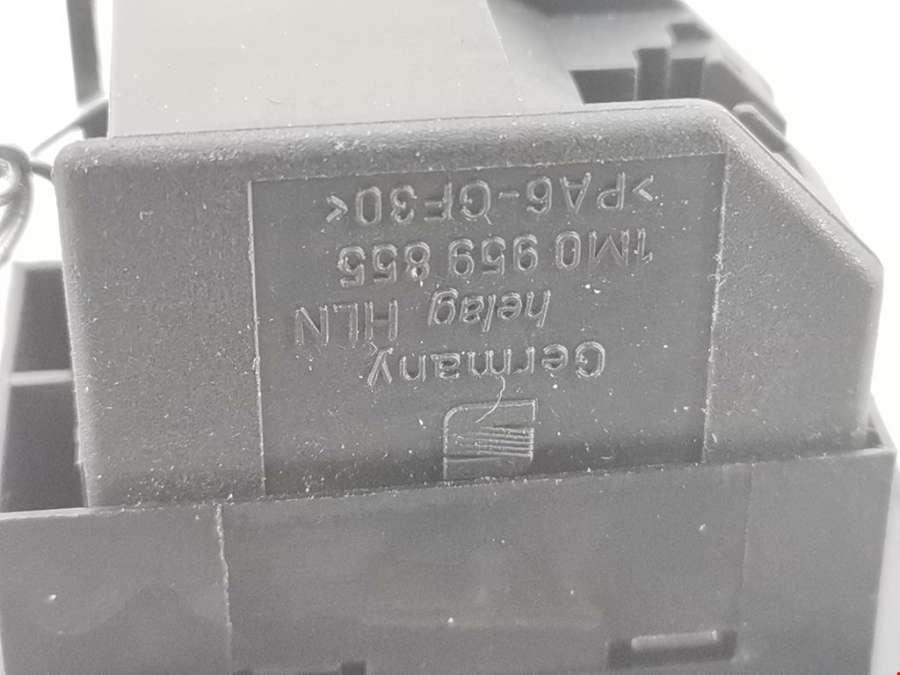 Germany
helag HLN
1M0 959 855
>PA6-GF30<